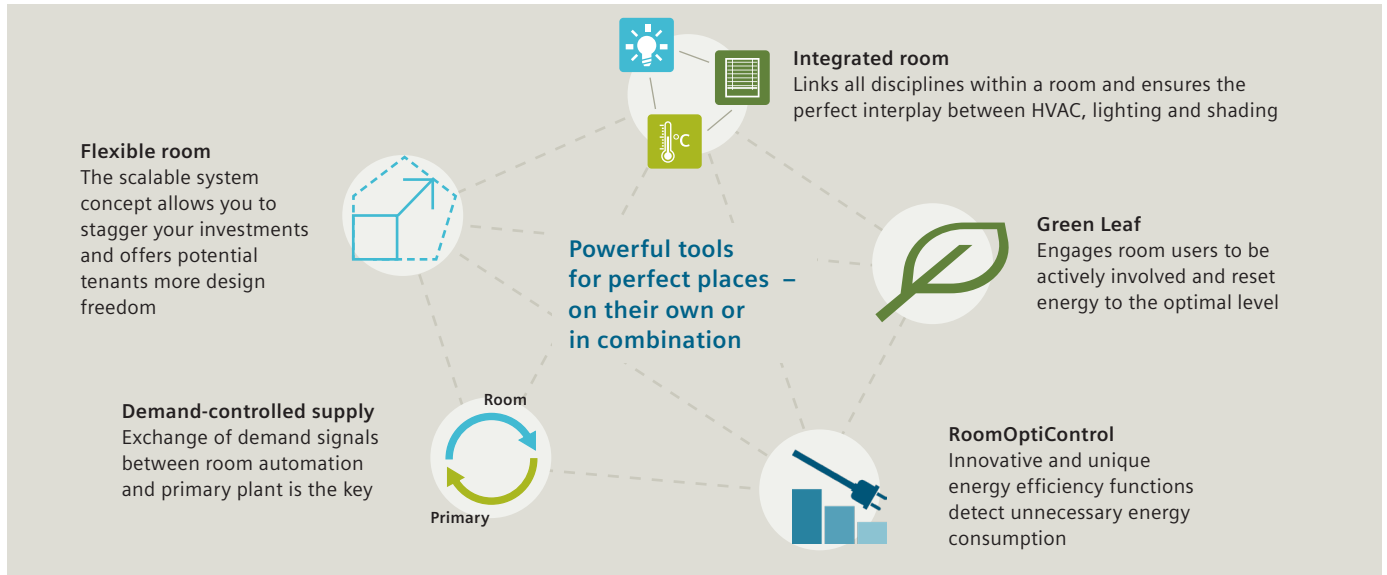 Integrated room
Links all disciplines within a room and ensures the
perfect interplay between HVAC, lighting and shading
°C
Flexible room
The scalable system
concept allows you to
stagger your investments
and offers potential
tenants more design
freedom
Powerful tools
for perfect places –
on their own or
in combination
Green Leaf
Engages room users to be
actively involved and reset
energy to the optimal level
Demand-controlled supply
Exchange of demand signals
between room automation
and primary plant is the key
Room
Primary
RoomOptiControl
Innovative and unique
energy efficiency functions
detect unnecessary energy
consumption